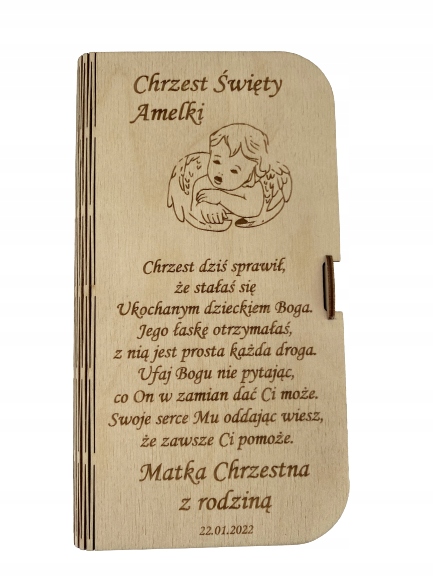 Chrzest Święty
Amelki
Chrzest dziś sprawił,
że stałaś się
Ukochanym dzieckiem Boga.
Jego łaskę otrzymałaś,
z nią jest prosta każda droga.
Ufaj Bogu nie pytając,
co On w zamian dać Ci może.
Swoje serce Mu oddając wiesz,
że zawsze Ci pomoże.
Matka Chrzestna
z rodziną
22.01.2022